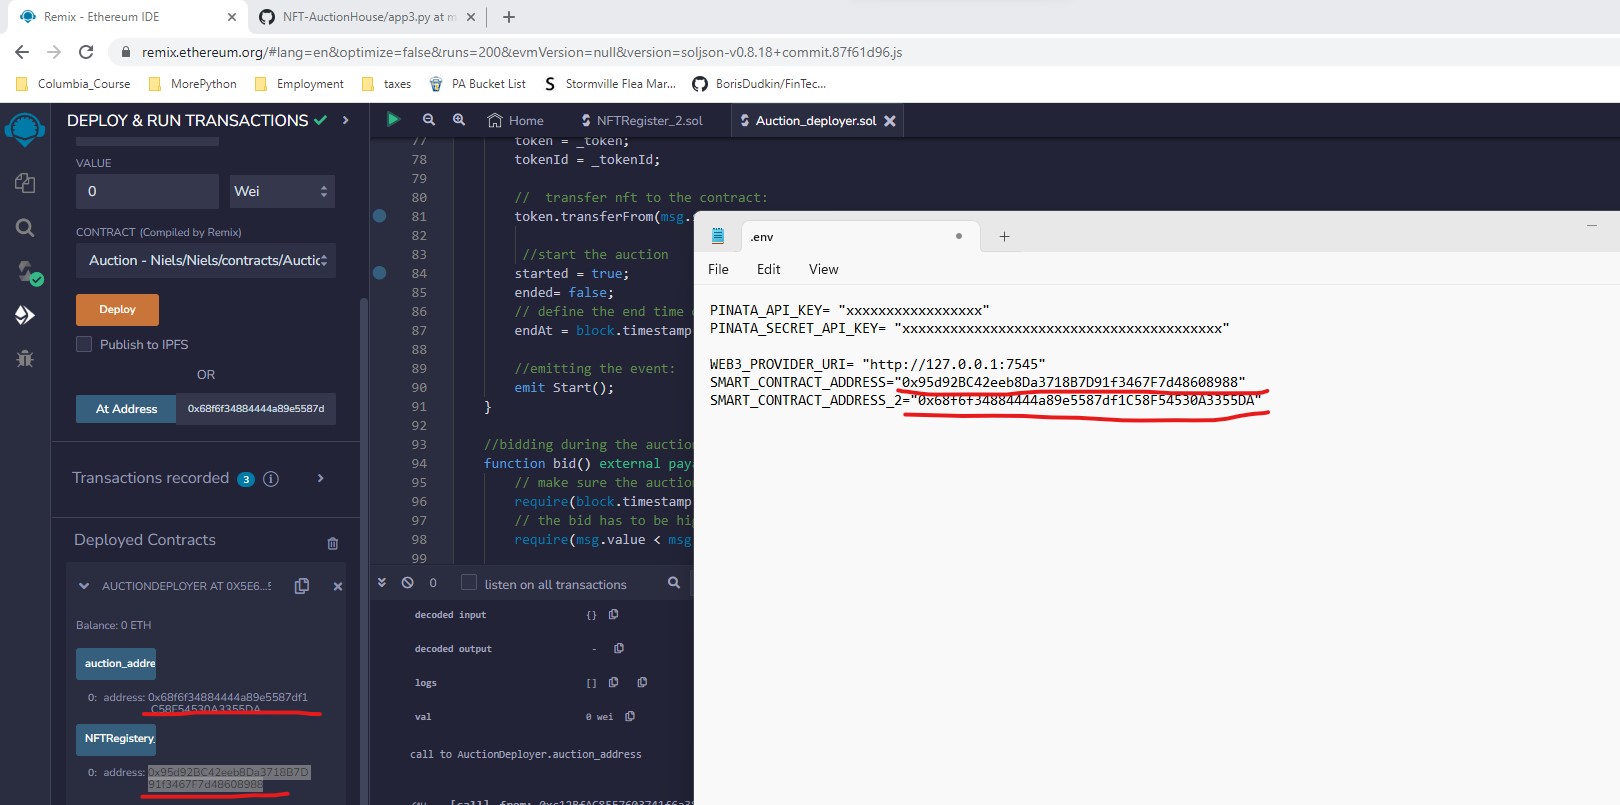 Remix - Ethereum IDE
NFT-AuctionHouse/app3.py at m
remix.ethereum.org/#lang=en&optimize=false&runs=200&evmVersion=null&version=soljson-v0.8.18+commit.87f61d96.js
Columbia_Course MorePython Employment taxes PA Bucket List Stormville Flea Mar... BorisDudkin/FinTec...
DEPLOY & RUN TRANSACTIONS
VALUE
0 Wei
CONTRACT (Compiled by Remix)
Auction - Niels/Niels/contracts/Auctic
Deploy
Publish to IPFS
OR
At Address 0x68f6f34884444a89e5587d
Transactions recorded 3 i
Deployed Contracts
AUCTIONDEPLOYER AT 0X5E6...5
Balance: 0 ETH
auction_addre
0: address: 0x68f6f34884444a89e5587df1
C58F54530A3355DA
NFTRegistery.
0: address: 0x95d92BC42eeb8Da3718B7D
91f3467F7d48608988
Home NFTRegister_2.sol Auction_deployer.sol
77 token = _token;
78 tokenId = _tokenId;
79
80 // transfer nft to the contract:
81 token.transferFrom(msg.
82
83 //start the auction
84 started = true;
85 ended= false;
86 // define the end time
87 endAt = block.timestamp
88
89 //emitting the event:
90 emit Start();
91 }
92
93 //bidding during the auction
94 function bid() external pay
95 // make sure the auction
96 require(block.timestamp
97 // the bid has to be hi
98 require(msg.value < msg
99
0 listen on all transactions
decoded input {}
decoded output -
logs []
val 0 wei
call to AuctionDeployer.auction_address
.env
File Edit View
PINATA_API_KEY= "xxxxxxxxxxxxxxxxx"
PINATA_SECRET_API_KEY= "xxxxxxxxxxxxxxxxxxxxxxxxxxxxxxxxxxxxxxxx"
WEB3_PROVIDER_URI= "http://127.0.0.1:7545"
SMART_CONTRACT_ADDRESS="0x95d92BC42eeb8Da3718B7D91f3467F7d48608988"
SMART_CONTRACT_ADDRESS_2="0x68f6f34884444a89e5587df1C58F54530A3355DA"